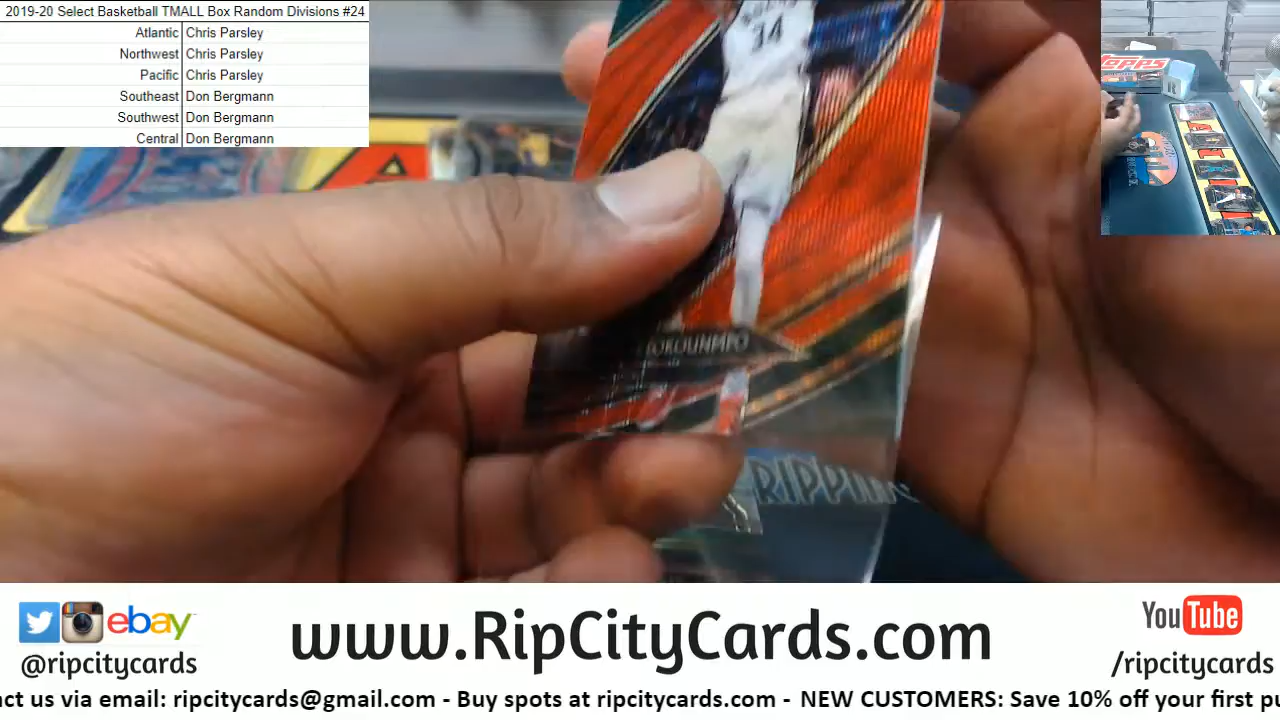 2019-20 Select Basketball TMALL Box Random Divisions #24
Atlantic Chris Parsley
Northwest Chris Parsley
Pacific Chris Parsley
Southeast Don Bergmann
Southwest Don Bergmann
Central Don Bergmann
topps
34
RIPPIN
ebay
@ripcitycards
www.RipCityCards.com
YouTube
/ripcitycards
act us via email: ripcitycards@gmail.com - Buy spots at ripcitycards.com - NEW CUSTOMERS: Save 10% off your first pu